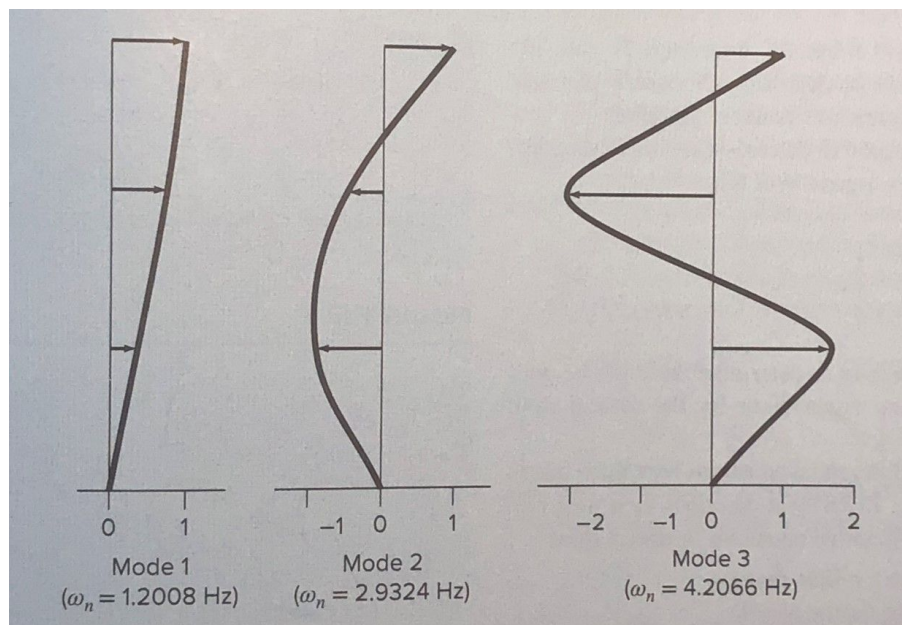 0 1
−1 0 1
−2 −1 0 1 2
Mode 1
(ωn = 1.2008 Hz)
Mode 2
(ωn = 2.9324 Hz)
Mode 3
(ωn = 4.2066 Hz)